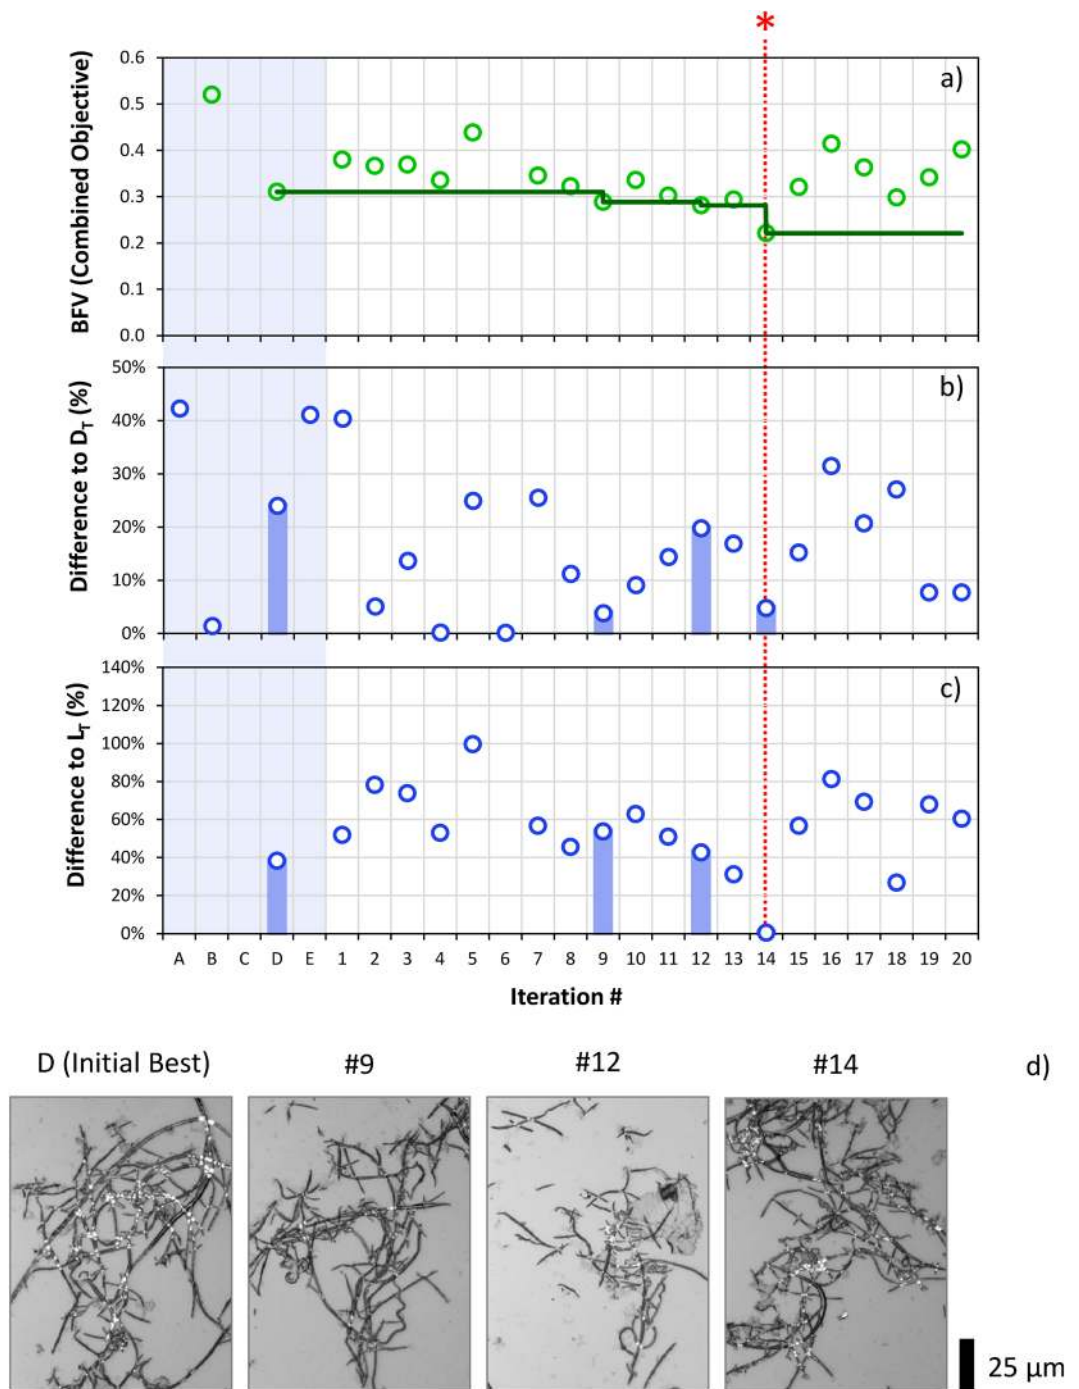 *
BFV (Combined Objective)
0.6
0.5
0.4
0.3
0.2
0.1
0.0
a)
Difference to D_T (%)
50%
40%
30%
20%
10%
0%
b)
Difference to L_T (%)
140%
120%
100%
80%
60%
40%
20%
0%
c)
A B C D E 1 2 3 4 5 6 7 8 9 10 11 12 13 14 15 16 17 18 19 20
Iteration #
D (Initial Best) #9 #12 #14 d)
25 µm